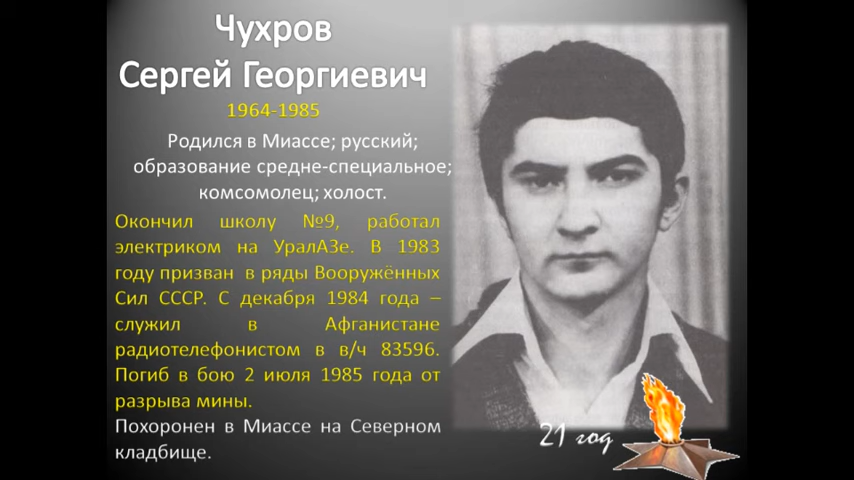 Чухров
Сергей Георгиевич
1964-1985
Родился в Миассе; русский;
образование средне-специальное;
комсомолец; холост.
Окончил школу №9, работал
электриком на УралАЗе. В 1983
году призван в ряды Вооружённых
Сил СССР. С декабря 1984 года –
служил в Афганистане
радиотелефонистом в в/ч 83596.
Погиб в бою 2 июля 1985 года от
разрыва мины.
Похоронен в Миассе на Северном
кладбище.
21 год